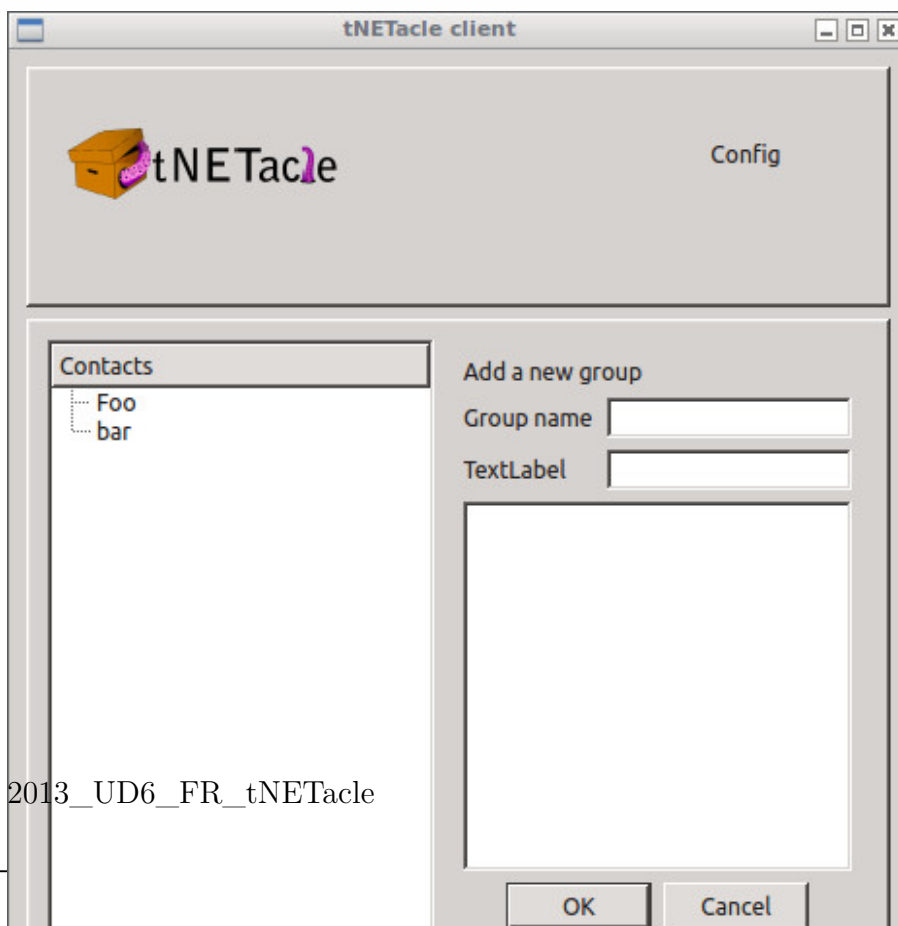 tNETacle client
tNETacle
Config
Contacts
Foo
bar
Add a new group
Group name
TextLabel
2013_UD6_FR_tNETacle
OK
Cancel